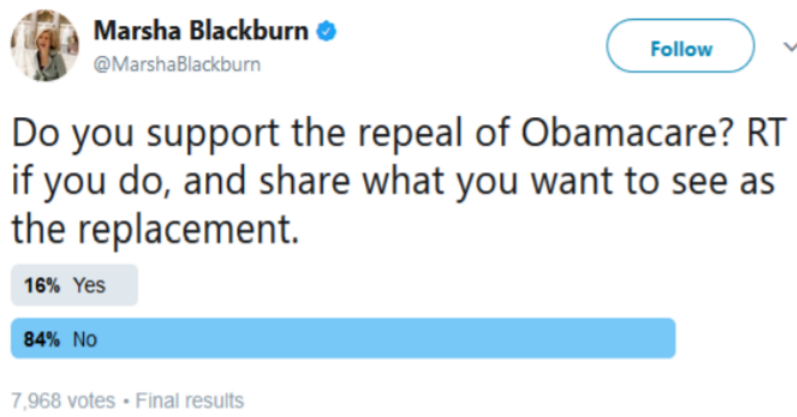 Marsha Blackburn
@MarshaBlackburn
Follow
Do you support the repeal of Obamacare? RT
if you do, and share what you want to see as
the replacement.
16% Yes
84% No
7,968 votes • Final results